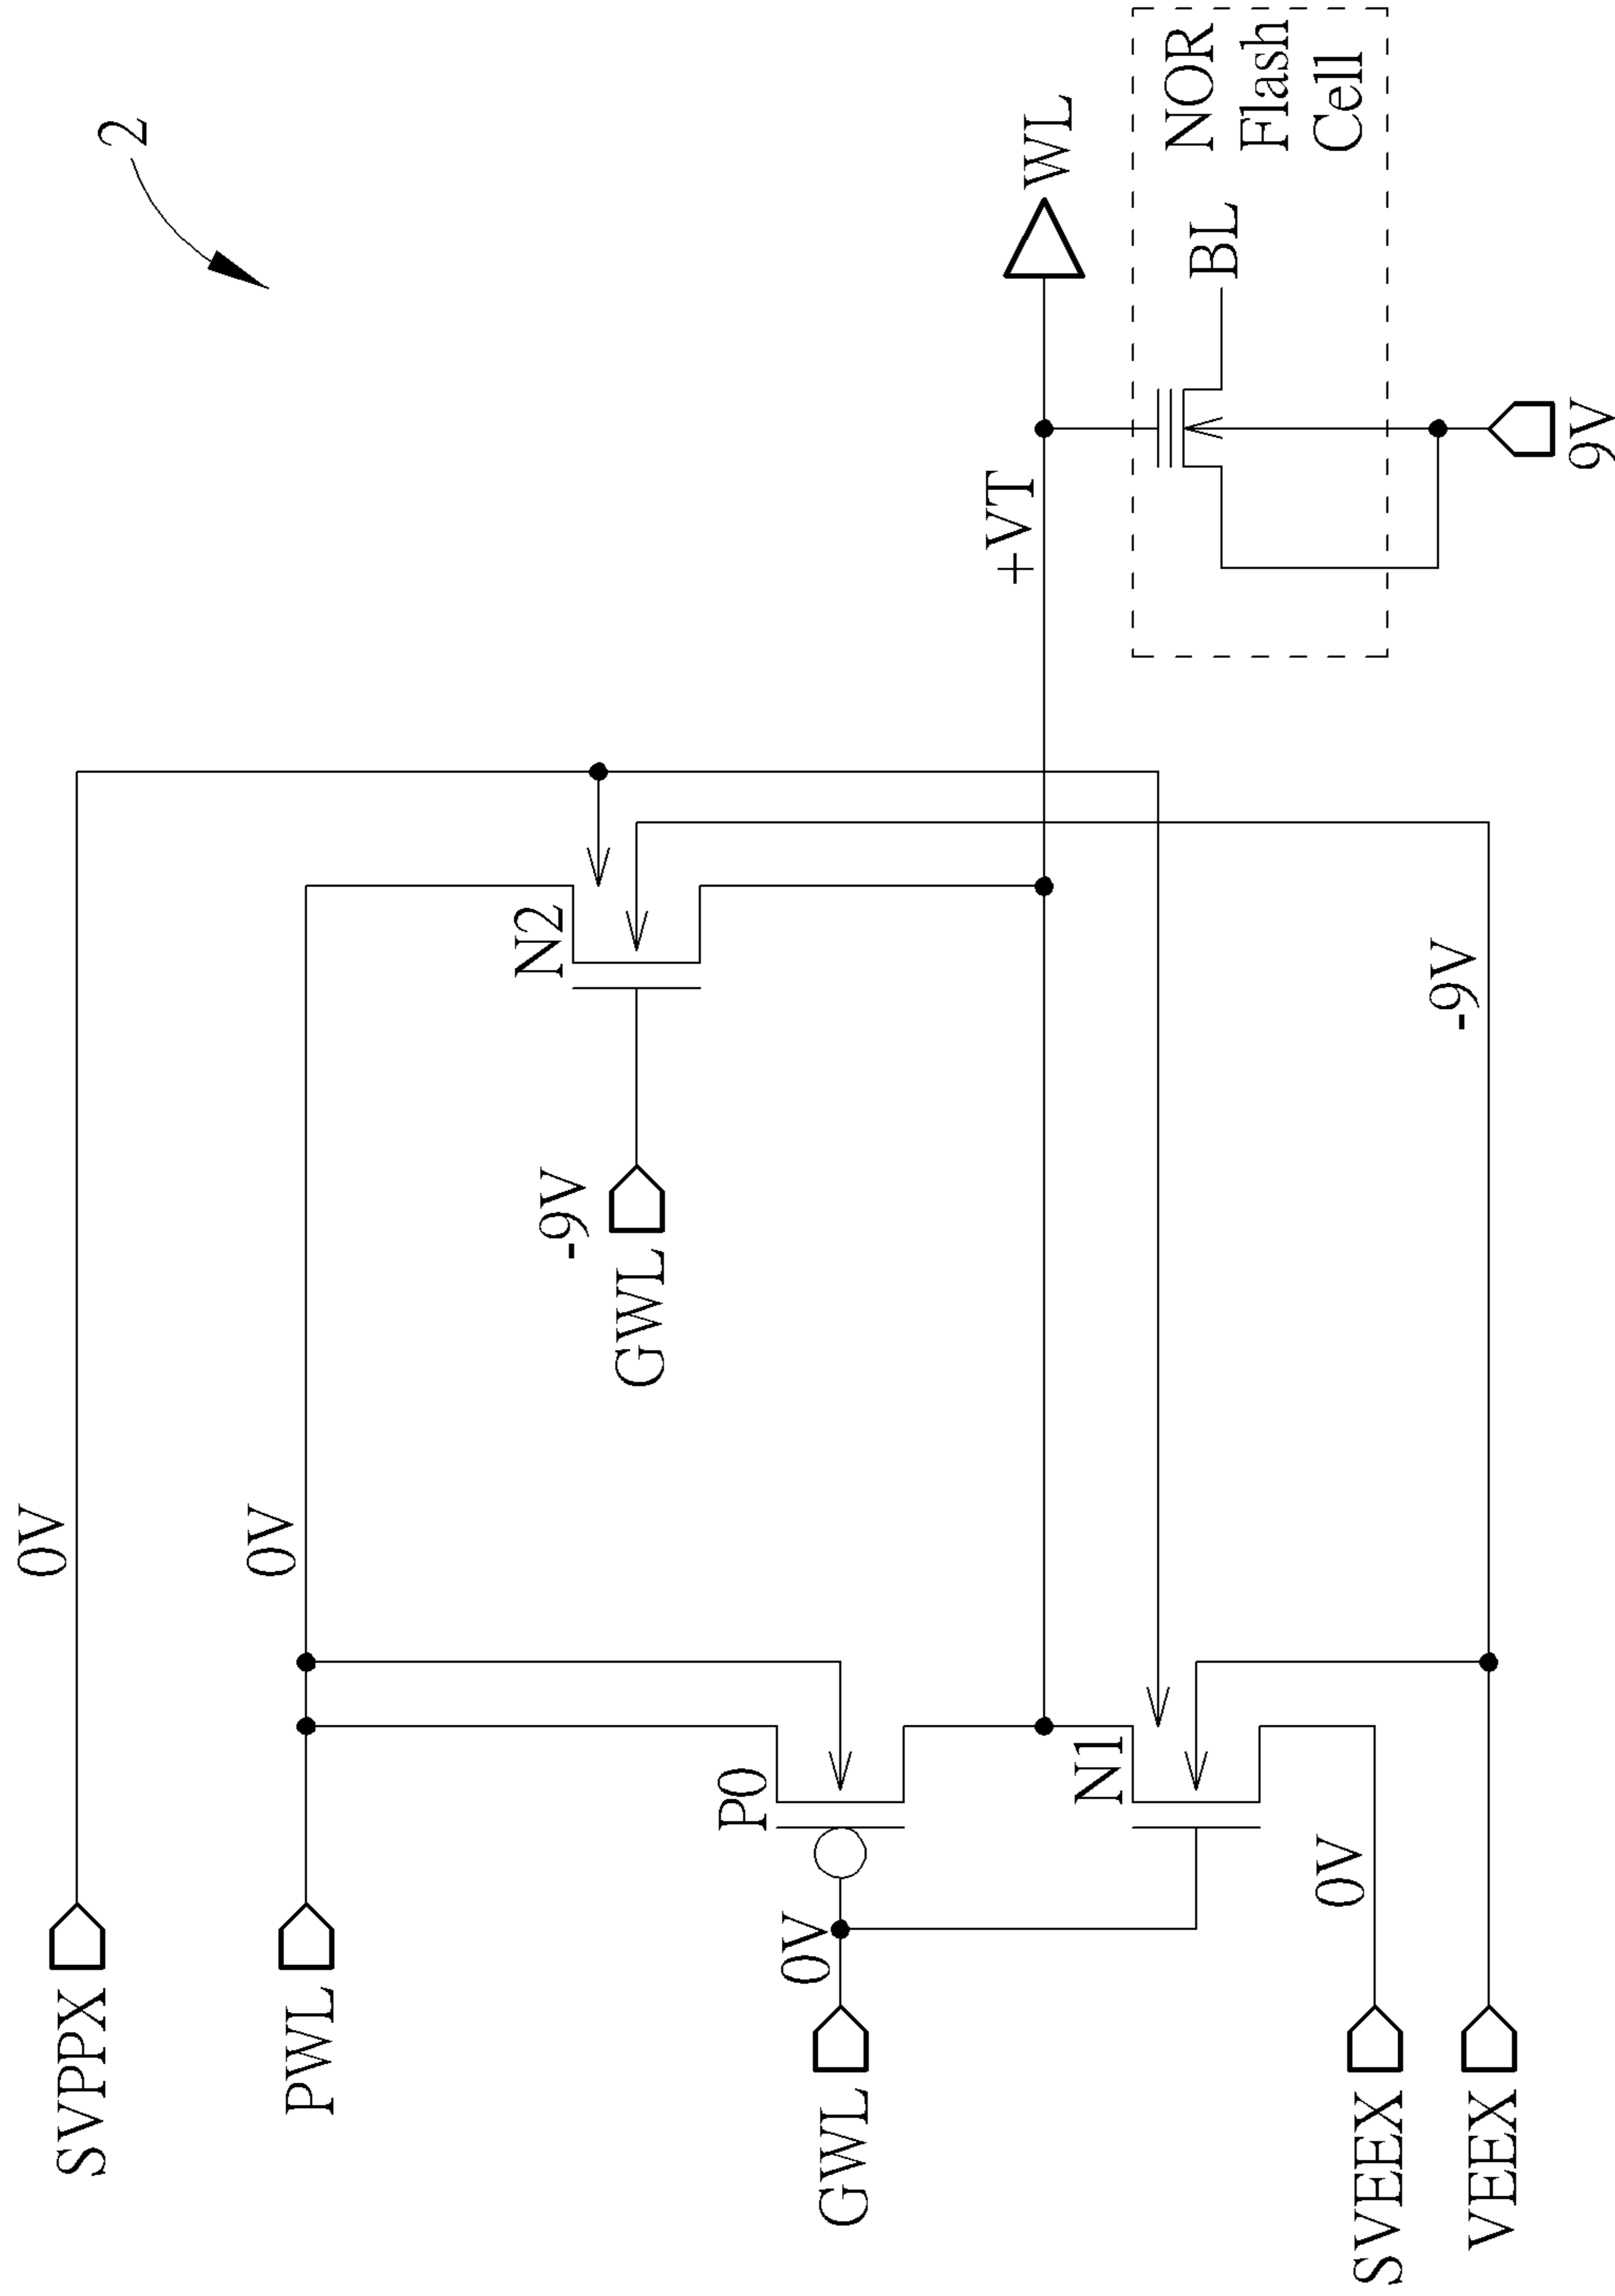 2
SVPPX
0V
PWL
0V
N2
-9V
GWL
P0
0V
GWL
+VT
WL
N1
0V
SVEEX
-9V
VEEX
BL
NOR
Flash
Cell
9V